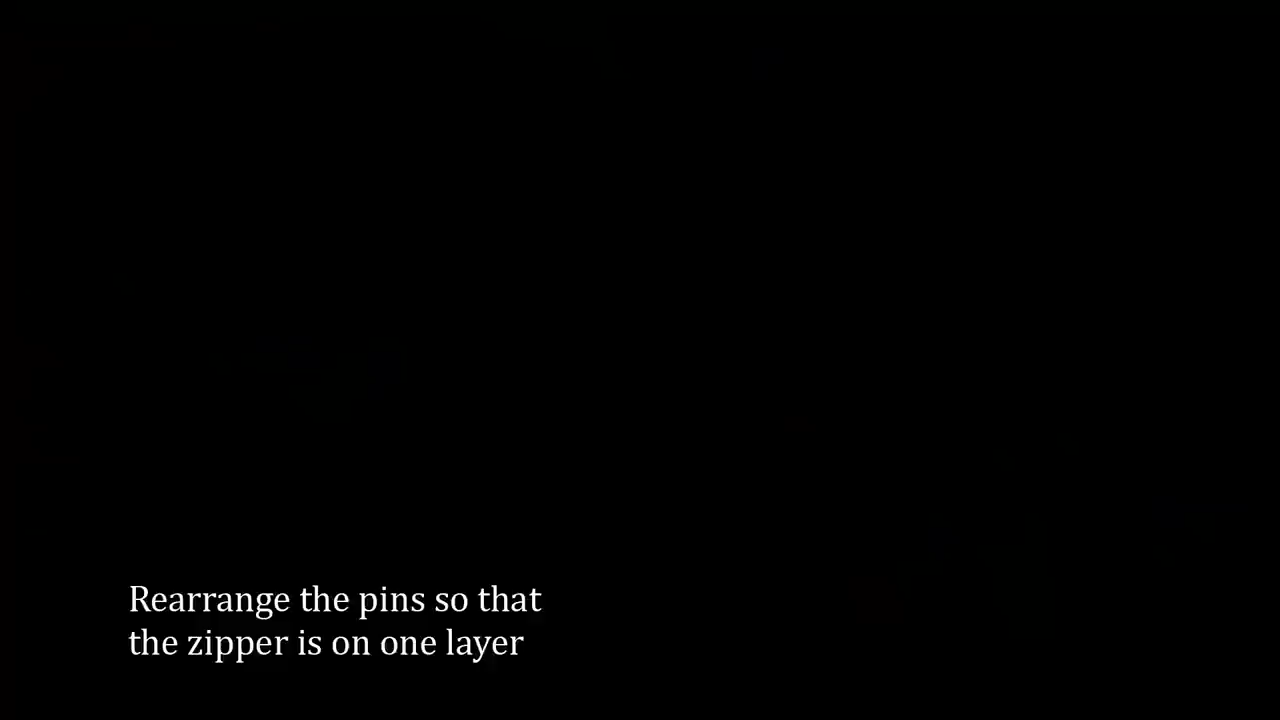 Rearrange the pins so that
the zipper is on one layer